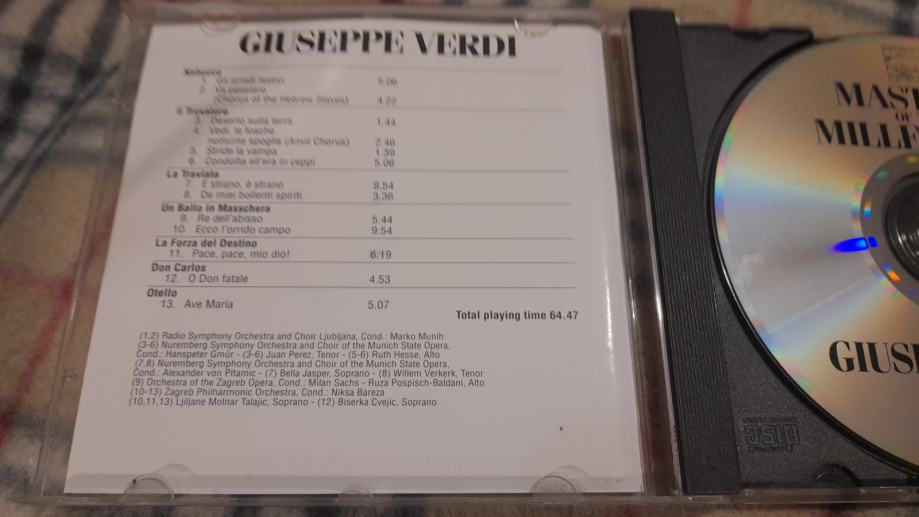 GIUSEPPE VERDI
Nabucco
1. Gli arredi festivi 5.06
2. Va pensiero
(Chorus of the Hebrew Slaves) 4.22
Il Trovatore
3. Deserto sulla terra 1.44
4. Vedi, le fosche
notturne spoglie (Anvil Chorus) 2.46
5. Stride la vampa 1.39
6. Condotta ell'era in ceppi 5.06
La Traviata
7. E strano, è strano 8.54
8. De miei bollenti spiriti 3.36
Un Ballo in Masschera
9. Re dell'abisso 5.44
10. Ecco l'orrido campo 9.54
La Forza del Destino
11. Pace, pace, mio dio! 6.19
Don Carlos
12. O Don fatale 4.53
Otello
13. Ave Maria 5.07
Total playing time 64.47
(1,2) Radio Symphony Orchestra and Choir Ljubljana, Cond.: Marko Munih
(3-6) Nuremberg Symphony Orchestra and Choir of the Munich State Opera,
Cond.: Hanspeter Gmür - (3-6) Juan Perez, Tenor - (5-6) Ruth Hesse, Alto
(7,8) Nuremberg Symphony Orchestra and Choir of the Munich State Opera,
Cond.: Alexander von Pitamic - (7) Bella Jasper, Soprano - (8) Willem Verkerk, Tenor
(9) Orchestra of the Zagreb Opera, Cond.: Milan Sachs - Ruza Pospisch-Baldani, Alto
(10-13) Zagreb Philharmonic Orchestra, Cond.: Niksa Bareza
(10,11,13) Ljiljane Molnar Talajic, Soprano - (12) Biserka Cvejic, Soprano
MAST
OF
MILLE
GIUSE
disc